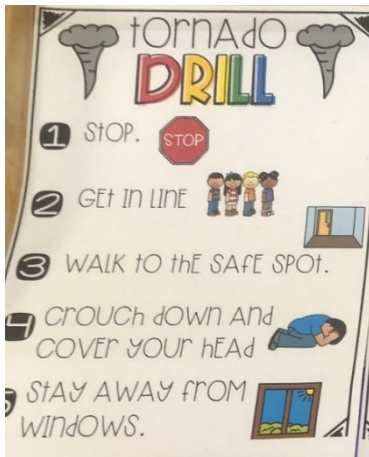 tornado
DRILL
1 Stop. STOP
2 Get in line
3 Walk to the safe spot.
4 Crouch down and
cover your head
5 Stay away from
windows.